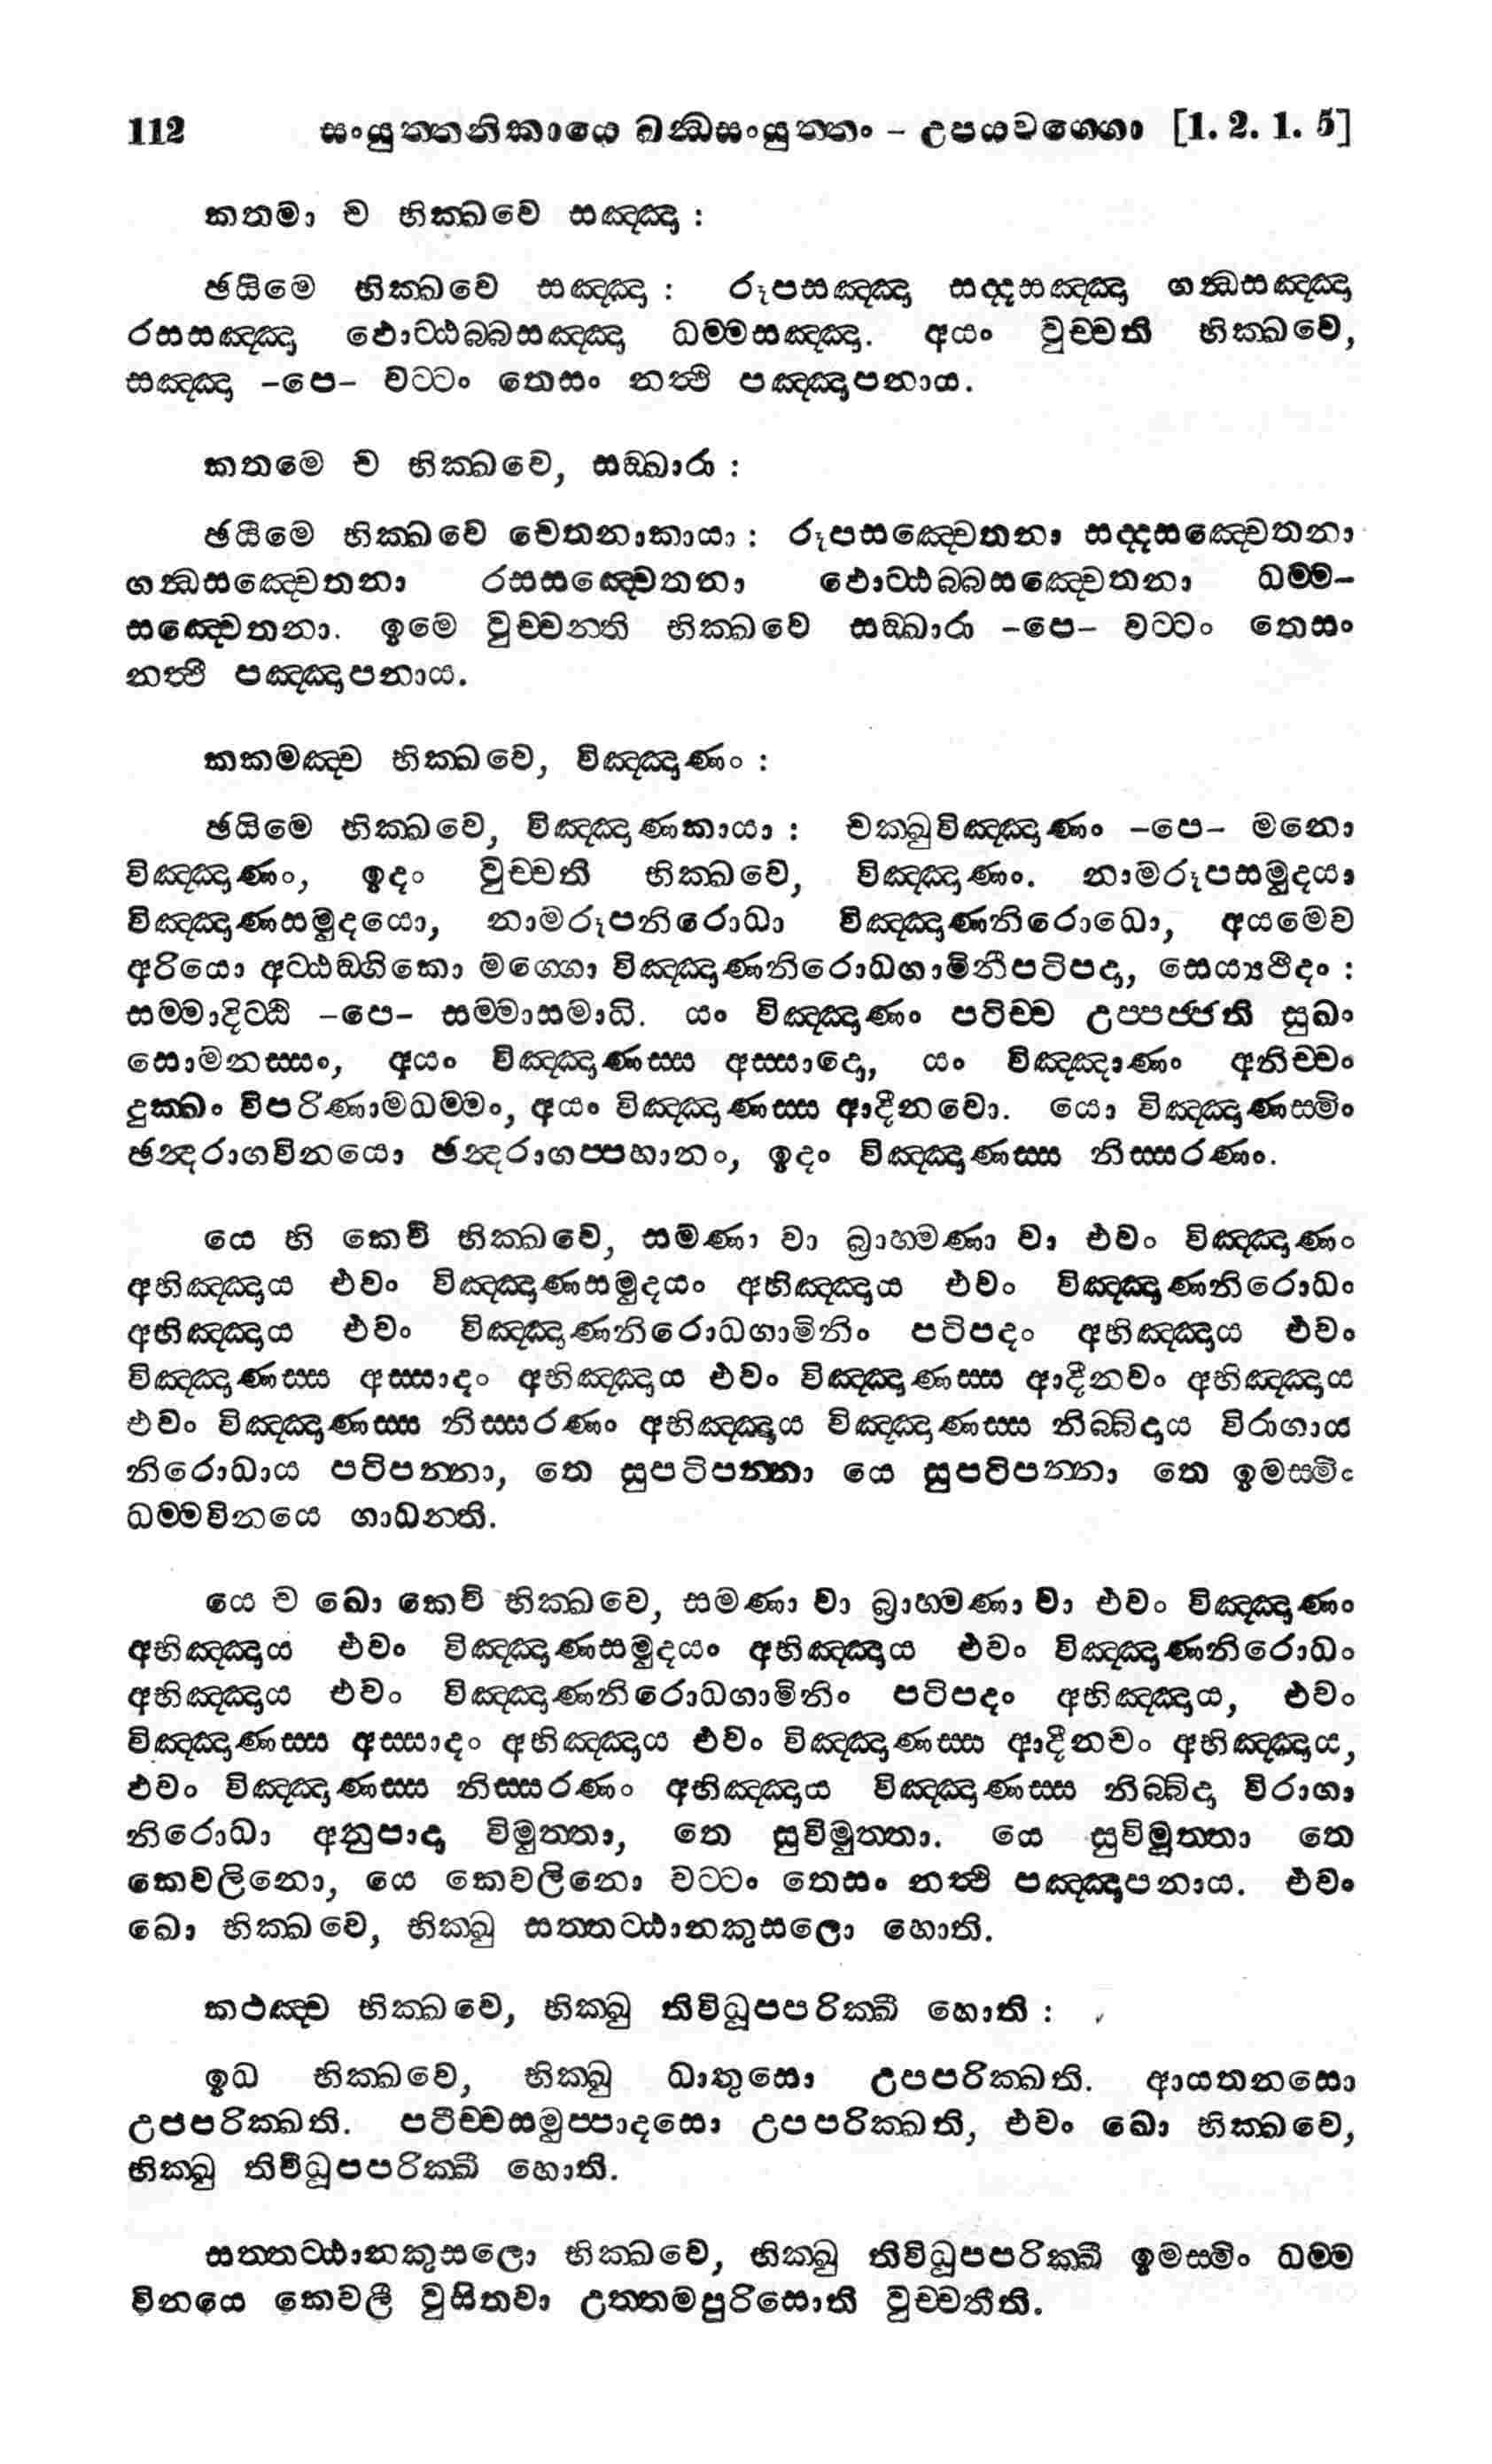 112 සංයුත්තනිකායෙ ඛන්ධසංයුත්තං – උපයවග්ගො [1. 2. 1. 5]
කතමා ච භික්ඛවෙ සඤ්ඤා :
ඡයිමෙ භික්ඛවෙ සඤ්ඤා : රූපසඤ්ඤා සද්දසඤ්ඤා ගන්ධසඤ්ඤා
රසසඤ්ඤා ඵොට්ඨබ්බසඤ්ඤා ධම්මසඤ්ඤා. අයං වුච්චති භික්ඛවෙ,
සඤ්ඤා -පෙ- වට්ටං තෙසං නත්ථි පඤ්ඤාපනාය.
කතමෙ ච භික්ඛවෙ, සඞ්ඛාරා :
ඡයිමෙ භික්ඛවෙ චෙතනාකායා : රූපසඤ්චෙතනා සද්දසඤ්චෙතනා
ගන්ධසඤ්චෙතනා රසසඤ්චෙතනා ඵොට්ඨබ්බසඤ්චෙතනා ධම්ම-
සඤ්චෙතනා. ඉමෙ වුච්චන්ති භික්ඛවෙ සඞ්ඛාරා -පෙ- වට්ටං තෙසං
නත්ථි පඤ්ඤාපනාය.
කකමඤ්ච භික්ඛවෙ, විඤ්ඤාණං :
ඡයිමෙ භික්ඛවෙ, විඤ්ඤාණකායා : චක්ඛුවිඤ්ඤාණං -පෙ- මනො
විඤ්ඤාණං, ඉදං වුච්චති භික්ඛවෙ, විඤ්ඤාණං. නාමරූපසමුදයා
විඤ්ඤාණසමුදයො, නාමරූපනිරොධා විඤ්ඤාණනිරොධො, අයමෙව
අරියො අට්ඨඞ්ගිකො මග්ගො විඤ්ඤාණනිරොධගාමිනීපටිපදා, සෙය්‍යථීදං :
සම්මාදිට්ඨි -පෙ- සම්මාසමාධි. යං විඤ්ඤාණං පටිච්ච උප්පජ්ජති සුඛං
සොමනස්සං, අයං විඤ්ඤාණස්ස අස්සාදො, යං විඤ්ඤාණං අනිච්චං
දුක්ඛං විපරිණාමධම්මං, අයං විඤ්ඤාණස්ස ආදීනවො. යො විඤ්ඤාණස්මිං
ඡන්දරාගවිනයො ඡන්දරාගප්පහානං, ඉදං විඤ්ඤාණස්ස නිස්සරණං.
යෙ හි කෙචි භික්ඛවෙ, සමණා වා බ්‍රාහ්මණා වා එවං විඤ්ඤාණං
අභිඤ්ඤාය එවං විඤ්ඤාණසමුදයං අභිඤ්ඤාය එවං විඤ්ඤාණනිරොධං
අභිඤ්ඤාය එවං විඤ්ඤාණනිරොධගාමිනිං පටිපදං අභිඤ්ඤාය එවං
විඤ්ඤාණස්ස අස්සාදං අභිඤ්ඤාය එවං විඤ්ඤාණස්ස ආදීනවං අභිඤ්ඤාය
එවං විඤ්ඤාණස්ස නිස්සරණං අභිඤ්ඤාය විඤ්ඤාණස්ස නිබ්බිදාය විරාගාය
නිරොධාය පටිපන්නා, තෙ සුපටිපන්නා යෙ සුපටිපන්නා තෙ ඉමස්මිං
ධම්මවිනයෙ ගාධන්ති.
යෙ ච ඛො කෙචි භික්ඛවෙ, සමණා වා බ්‍රාහ්මණා වා එවං විඤ්ඤාණං
අභිඤ්ඤාය එවං විඤ්ඤාණසමුදයං අභිඤ්ඤාය එවං විඤ්ඤාණනිරොධං
අභිඤ්ඤාය එවං විඤ්ඤාණනිරොධගාමිනිං පටිපදං අභිඤ්ඤාය, එවං
විඤ්ඤාණස්ස අස්සාදං අභිඤ්ඤාය එවං විඤ්ඤාණස්ස ආදීනවං අභිඤ්ඤාය,
එවං විඤ්ඤාණස්ස නිස්සරණං අභිඤ්ඤාය විඤ්ඤාණස්ස නිබ්බිදා විරාගා
නිරොධා අනුපාදා විමුත්තා, තෙ සුවිමුත්තා. යෙ සුවිමුත්තා තෙ
කෙවලිනො, යෙ කෙවලිනො වට්ටං තෙසං නත්ථි පඤ්ඤාපනාය. එවං
ඛො භික්ඛවෙ, භික්ඛු සත්තට්ඨානකුසලො හොති.
කථඤ්ච භික්ඛවෙ, භික්ඛු තිවිධූපපරික්ඛී හොති :
ඉධ භික්ඛවෙ, භික්ඛු ධාතුසො උපපරික්ඛති. ආයතනසො
උපපරික්ඛති. පටිච්චසමුප්පාදසො උපපරික්ඛති, එවං ඛො භික්ඛවෙ,
භික්ඛු තිවිධූපපරික්ඛී හොති.
සත්තට්ඨානකුසලො භික්ඛවෙ, භික්ඛු තිවිධූපපරික්ඛී ඉමස්මිං ධම්ම
විනයෙ කෙවලී වුසිතවා උත්තමපුරිසොති වුච්චතීති.